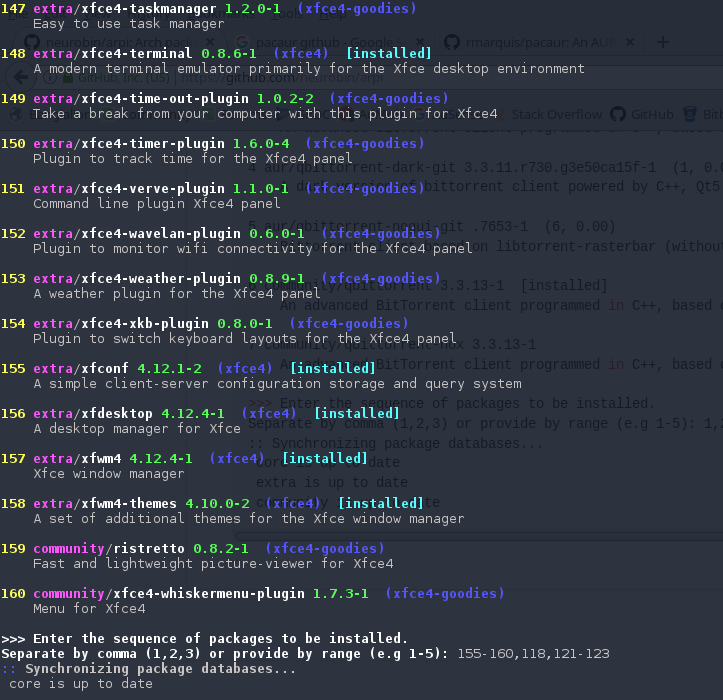 147 extra/xfce4-taskmanager 1.2.0-1 (xfce4-goodies)
Easy to use task manager
148 extra/xfce4-terminal 0.8.6-1 (xfce4) [installed]
A modern terminal emulator primarily for the Xfce desktop environment
149 extra/xfce4-time-out-plugin 1.0.2-2 (xfce4-goodies)
Take a break from your computer with this plugin for Xfce4
150 extra/xfce4-timer-plugin 1.6.0-4 (xfce4-goodies)
Plugin to track time for the Xfce4 panel
151 extra/xfce4-verve-plugin 1.1.0-1 (xfce4-goodies)
Command line plugin Xfce4 panel
152 extra/xfce4-wavelan-plugin 0.6.0-1 (xfce4-goodies)
Plugin to monitor wifi connectivity for the Xfce4 panel
153 extra/xfce4-weather-plugin 0.8.9-1 (xfce4-goodies)
A weather plugin for the Xfce4 panel
154 extra/xfce4-xkb-plugin 0.8.0-1 (xfce4-goodies)
Plugin to switch keyboard layouts for the Xfce4 panel
155 extra/xfconf 4.12.1-2 (xfce4) [installed]
A simple client-server configuration storage and query system
156 extra/xfdesktop 4.12.4-1 (xfce4) [installed]
A desktop manager for Xfce
157 extra/xfwm4 4.12.4-1 (xfce4) [installed]
Xfce window manager
158 extra/xfwm4-themes 4.10.0-2 (xfce4) [installed]
A set of additional themes for the Xfce window manager
159 community/ristretto 0.8.2-1 (xfce4-goodies)
Fast and lightweight picture-viewer for Xfce4
160 community/xfce4-whiskermenu-plugin 1.7.3-1 (xfce4-goodies)
Menu for Xfce4
>>> Enter the sequence of packages to be installed.
Separate by comma (1,2,3) or provide by range (e.g 1-5): 155-160,118,121-123
:: Synchronizing package databases...
core is up to date